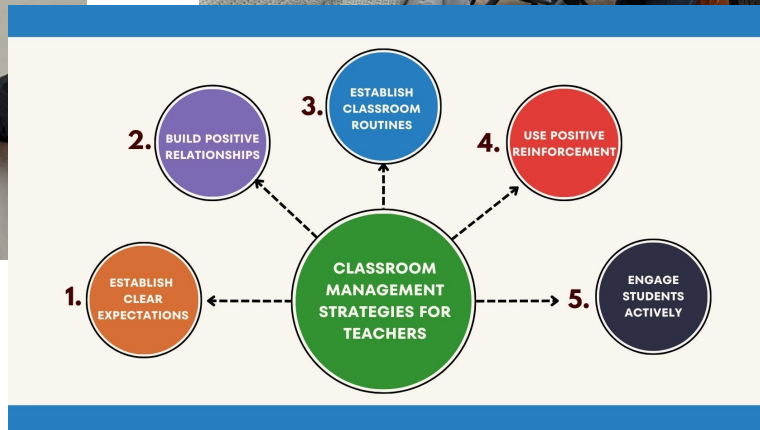 1.
ESTABLISH
CLEAR
EXPECTATIONS
2.
BUILD POSITIVE
RELATIONSHIPS
3.
ESTABLISH
CLASSROOM
ROUTINES
4.
USE POSITIVE
REINFORCEMENT
5.
ENGAGE
STUDENTS
ACTIVELY
CLASSROOM
MANAGEMENT
STRATEGIES FOR
TEACHERS